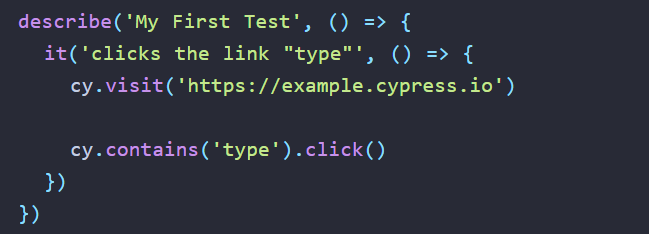 describe('My First Test', () => {
  it('clicks the link "type"', () => {
    cy.visit('https://example.cypress.io')

    cy.contains('type').click()
  })
})